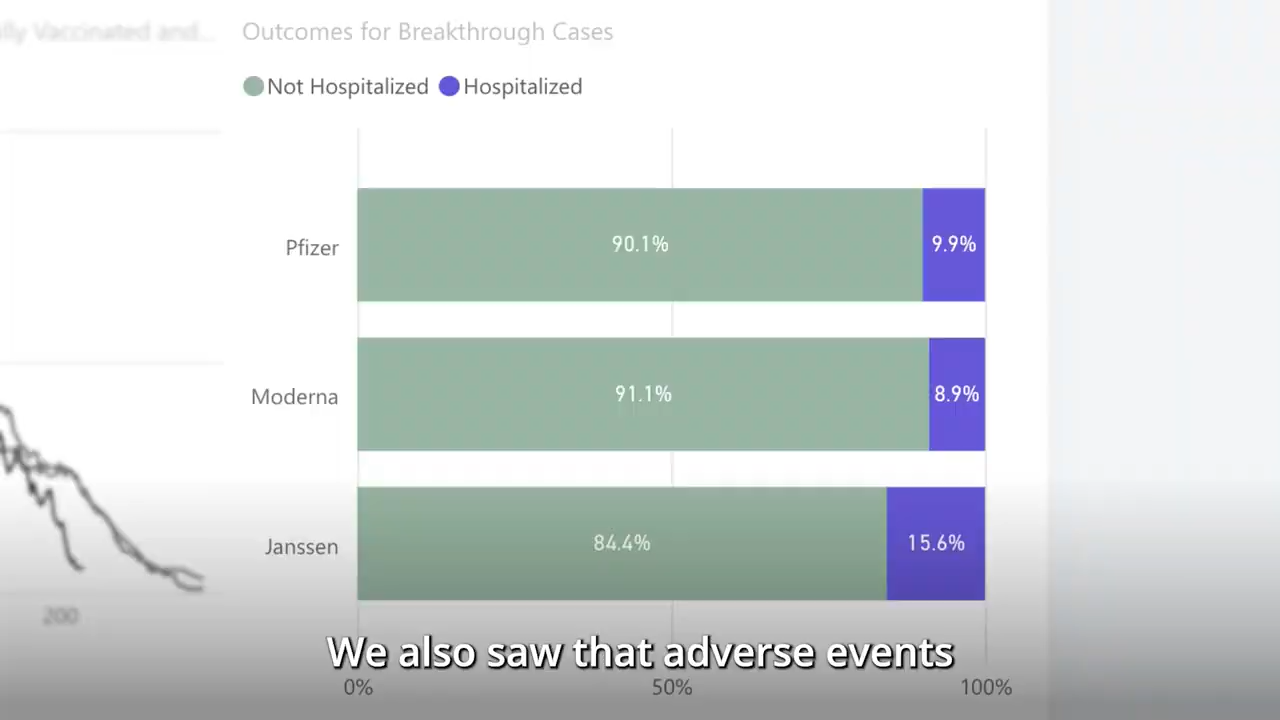 lly Vaccinated and...
Outcomes for Breakthrough Cases
Not Hospitalized Hospitalized
Pfizer 90.1% 9.9%
Moderna 91.1% 8.9%
Janssen 84.4% 15.6%
200
We also saw that adverse events
0% 50% 100%